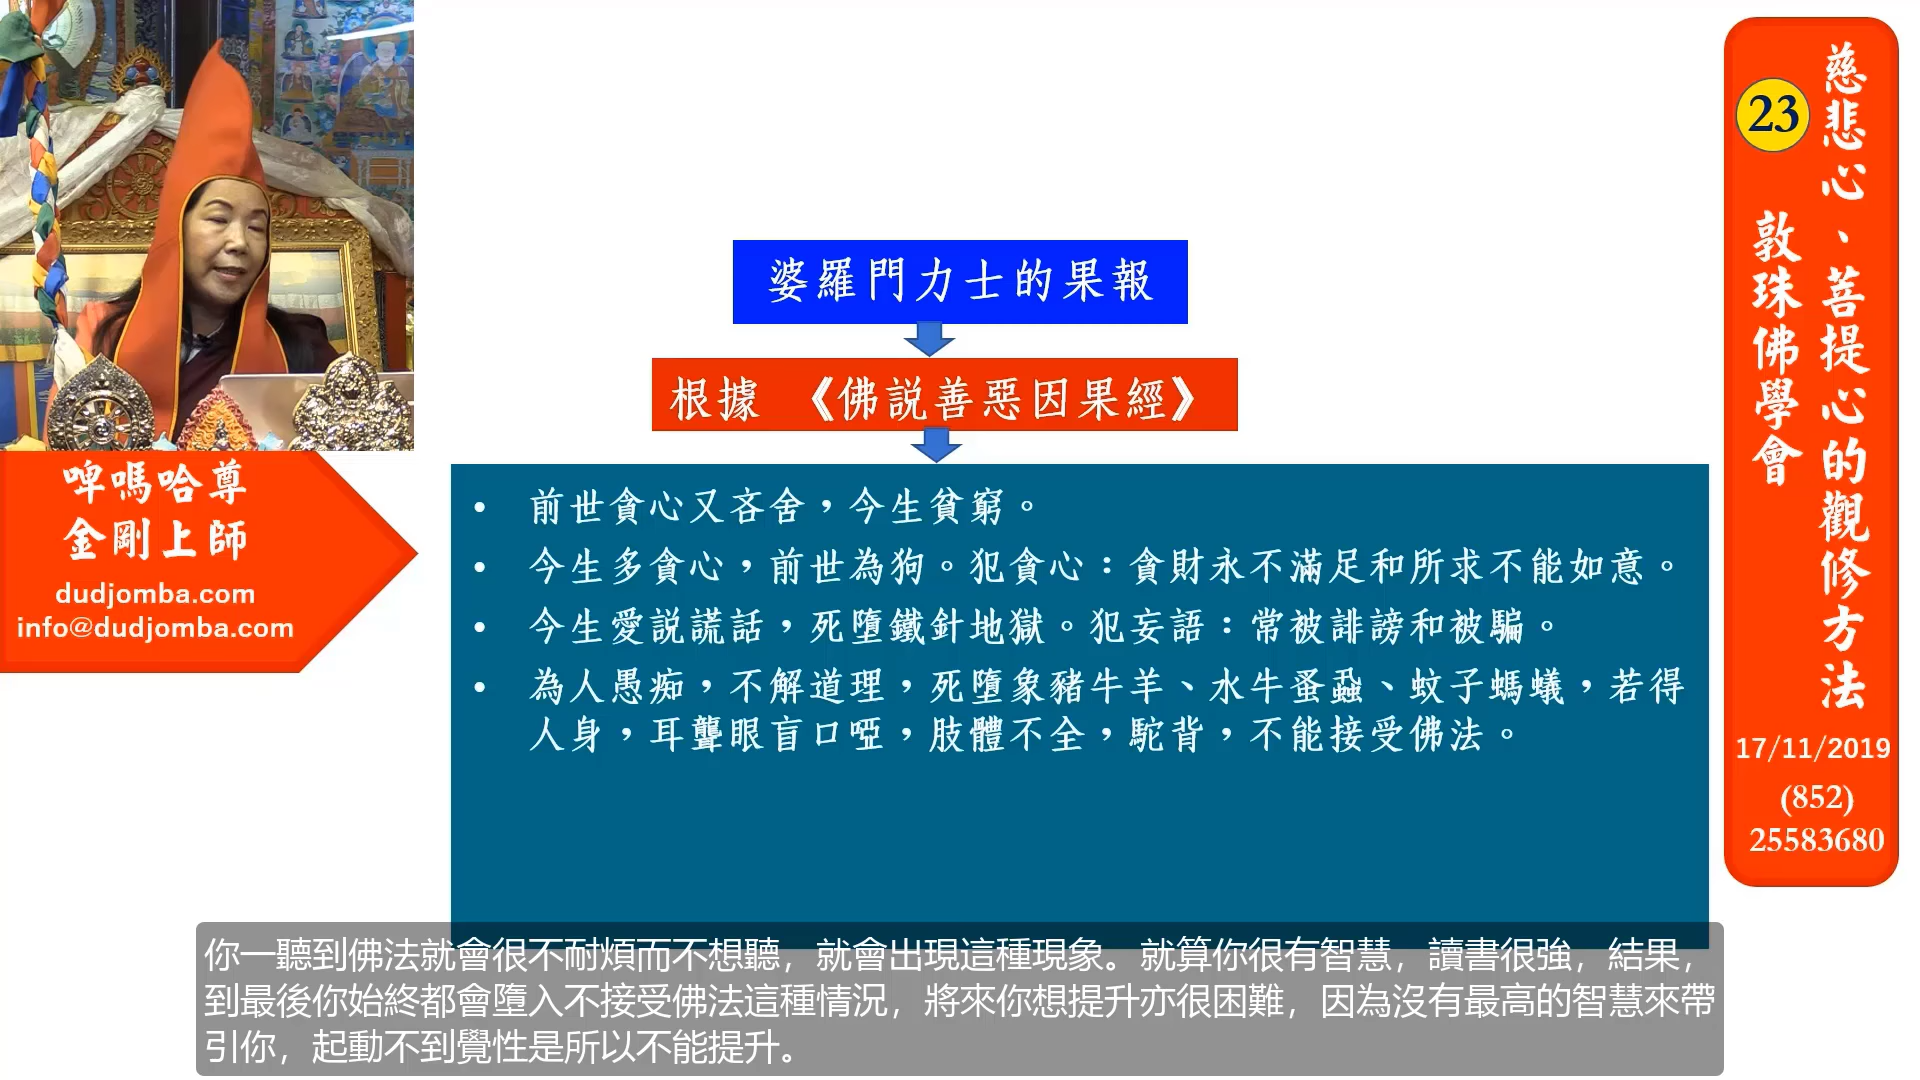 婆羅門力士的果報
根據 《佛説善惡因果經》
• 前世貪心又吝舍，今生貧窮。
• 今生多貪心，前世為狗。犯貪心：貪財永不滿足和所求不能如意。
• 今生愛説謊話，死墮鐵針地獄。犯妄語：常被誹謗和被騙。
• 為人愚痴，不解道理，死墮象豬牛羊、水牛蚤蝨、蚊子螞蟻，若得
人身，耳聾眼盲口啞，肢體不全，駝背，不能接受佛法。
啤嗎哈尊
金剛上師
dudjomba.com
info@dudjomba.com
慈悲心、菩提心的觀修方法
23
敦珠佛學會
17/11/2019
(852)
25583680
你一聽到佛法就會很不耐煩而不想聽，就會出現這種現象。就算你很有智慧，讀書很強，結果，
到最後你始終都會墮入不接受佛法這種情況，將來你想提升亦很困難，因為沒有最高的智慧來帶
引你，起動不到覺性是所以不能提升。